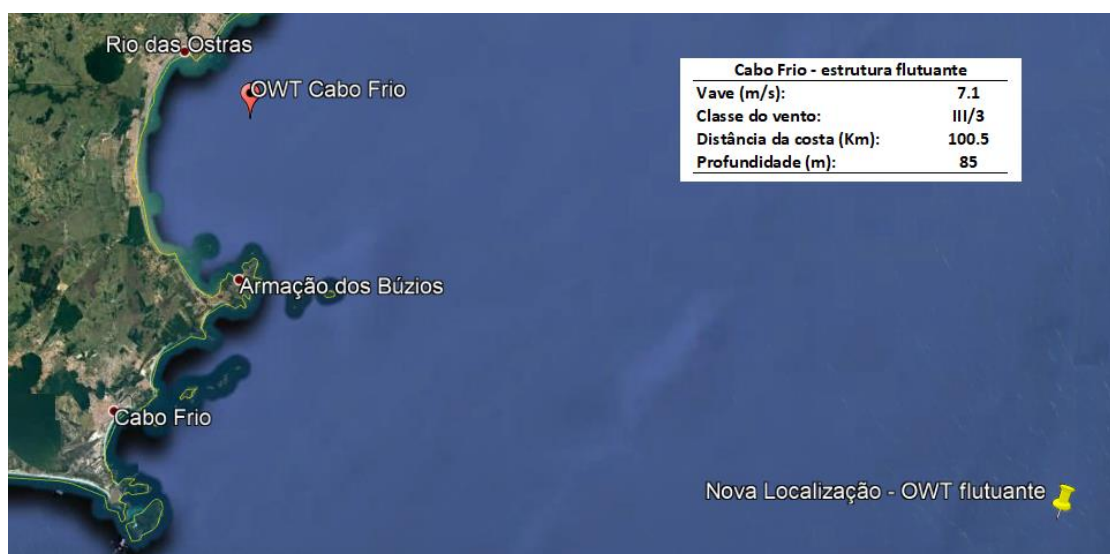 Rio das Ostras
OWT Cabo Frio
Cabo Frio - estrutura flutuante
Vave (m/s): 7.1
Classe do vento: III/3
Distância da costa (Km): 100.5
Profundidade (m): 85
Armação dos Búzios
Cabo Frio
Nova Localização - OWT flutuante